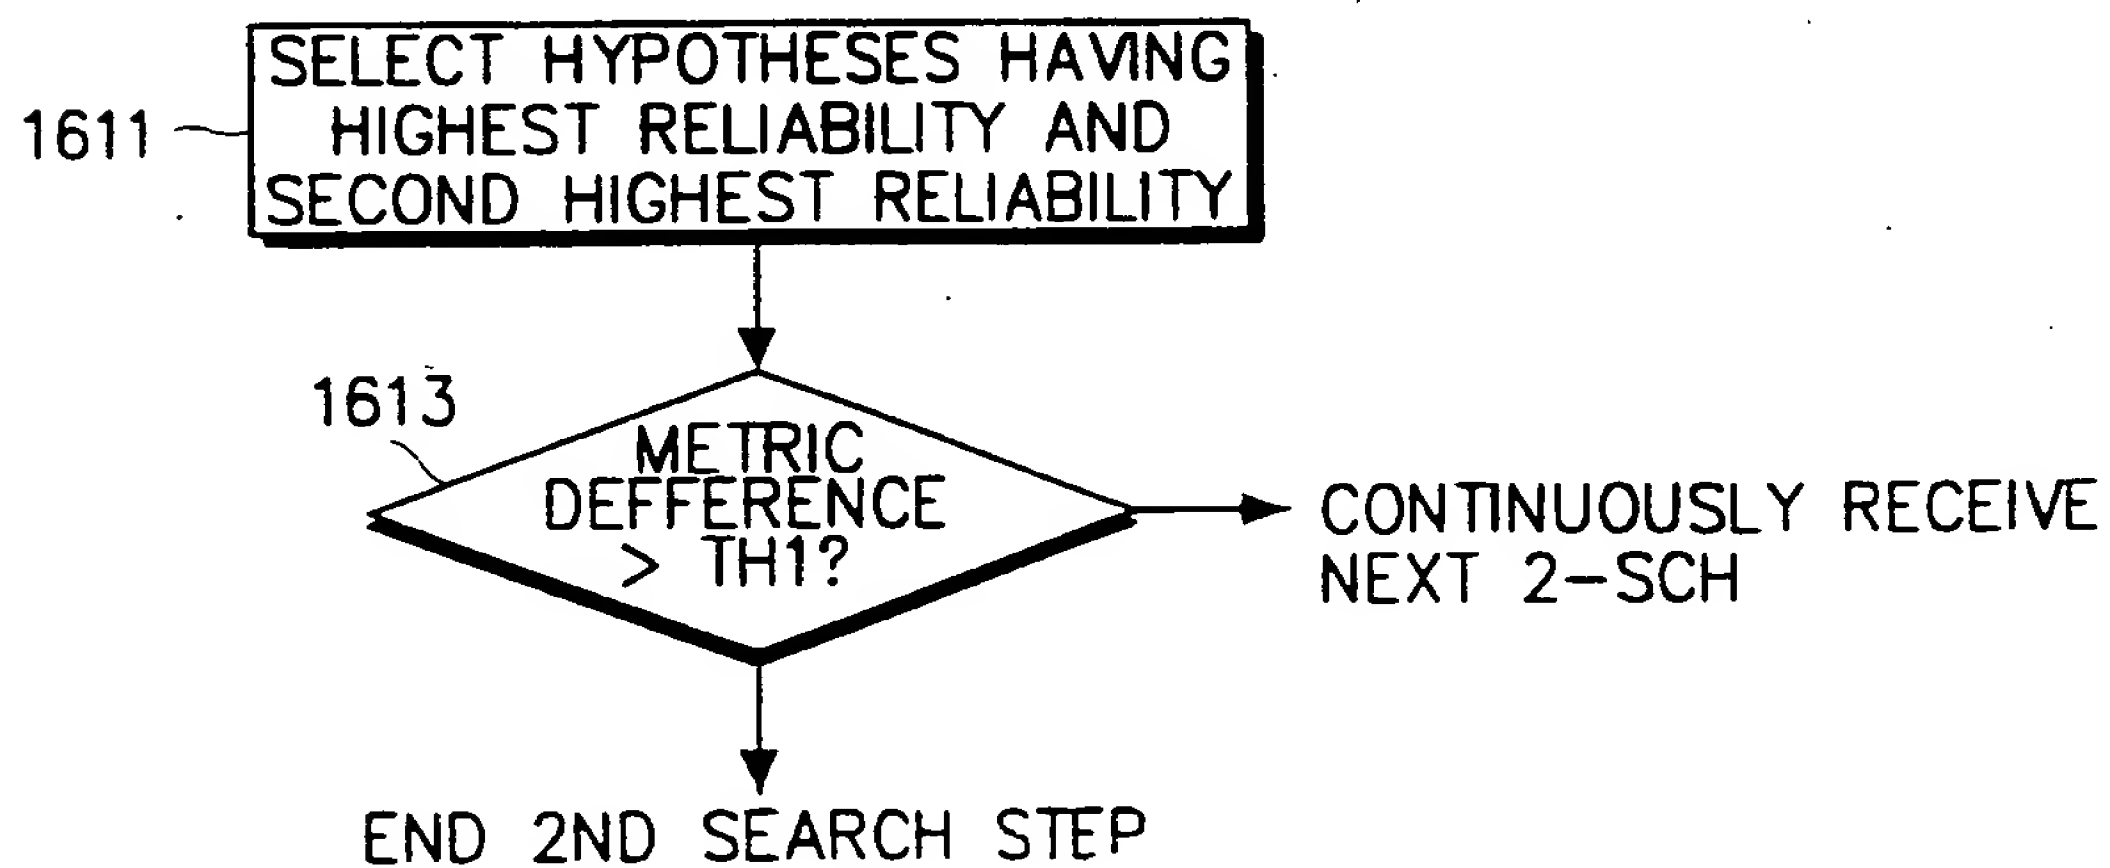 SELECT HYPOTHESES HAVING
HIGHEST RELIABILITY AND
SECOND HIGHEST RELIABILITY
1611
1613
METRIC
DEFFERENCE
> TH1?
CONTINUOUSLY RECEIVE
NEXT 2-SCH
END 2ND SEARCH STEP